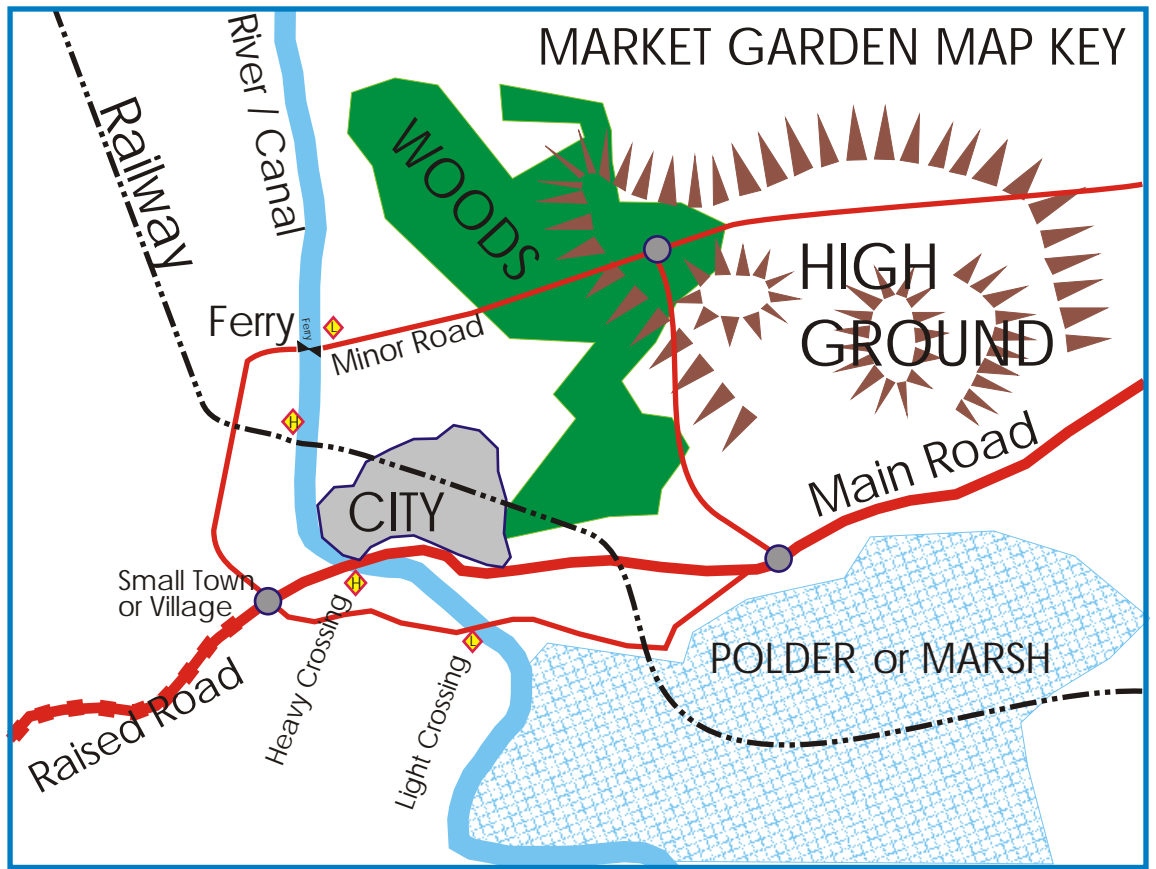 MARKET GARDEN MAP KEY
River / Canal
Railway
WOODS
HIGH
GROUND
Ferry
Ferry
L
Minor Road
H
CITY
Main Road
Small Town
or Village
H
Heavy Crossing
L
Light Crossing
POLDER or MARSH
Raised Road